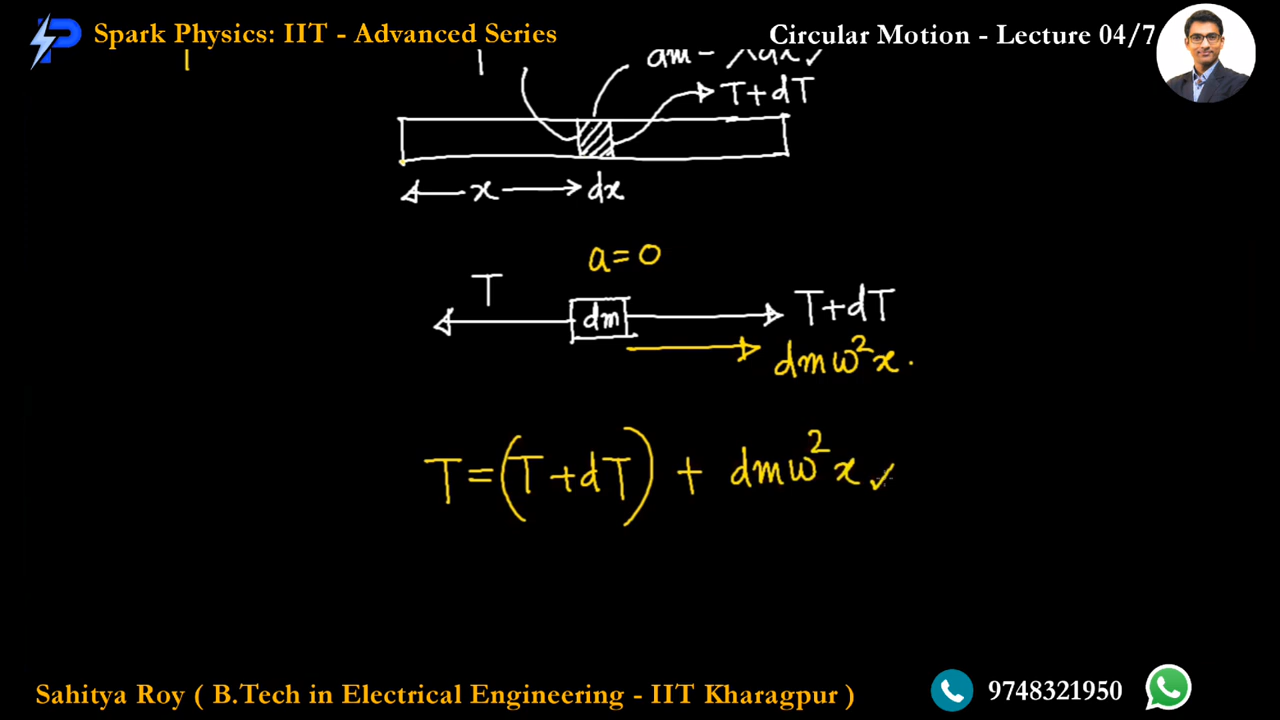 Spark Physics: IIT - Advanced Series
Circular Motion - Lecture 04/7
T+dT
x
dx
a=0
T
dm
T+dT
dmω²x.
T=(T+dT) + dmω²x ✓
Sahitya Roy ( B.Tech in Electrical Engineering - IIT Kharagpur )
9748321950